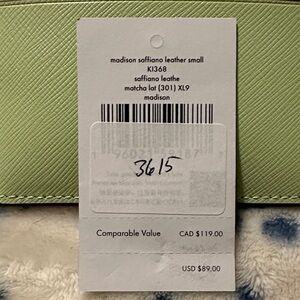 madison saffiano leather small
KI368
saffiano leathe
matcha lat (301) XL9
madison
3615
Comparable Value CAD $119.00
USD $89.00